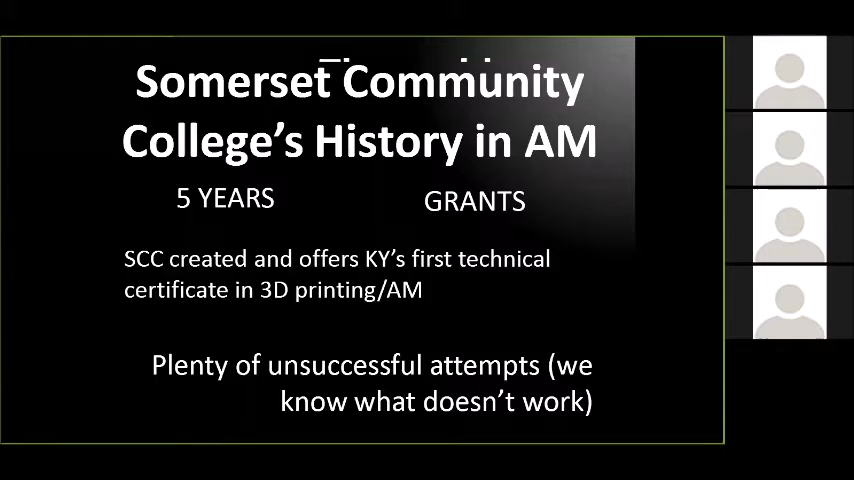 Somerset Community
College's History in AM
5 YEARS
GRANTS
SCC created and offers KY's first technical
certificate in 3D printing/AM
Plenty of unsuccessful attempts (we
know what doesn't work)